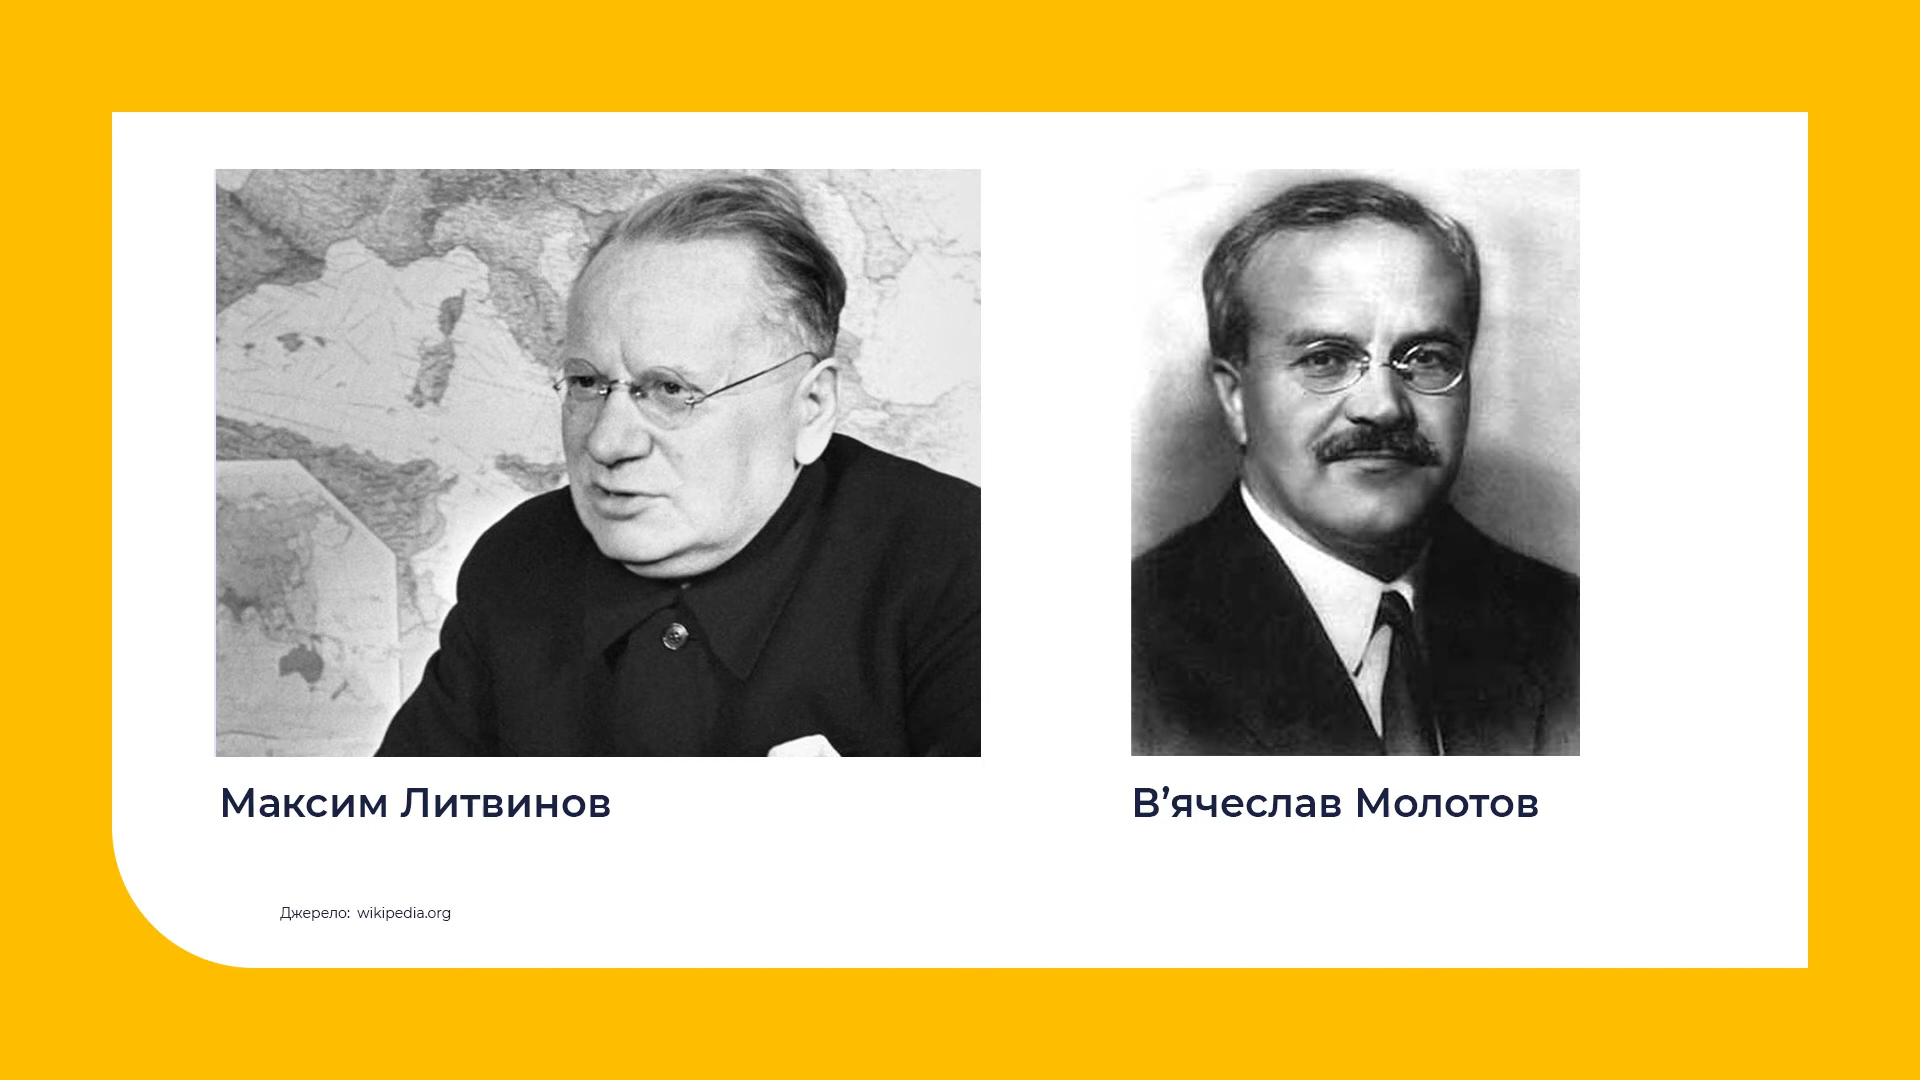 Максим Литвинов
В’ячеслав Молотов
Джерело: wikipedia.org